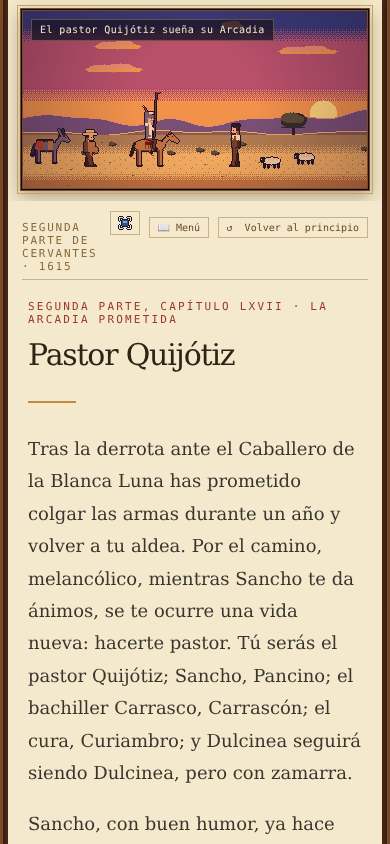 El pastor Quijótiz sueña su Arcadia
SEGUNDA
PARTE DE
CERVANTES
· 1615
📖 Menú
↺ Volver al principio
SEGUNDA PARTE, CAPÍTULO LXVII · LA
ARCADIA PROMETIDA
Pastor Quijótiz
Tras la derrota ante el Caballero de
la Blanca Luna has prometido
colgar las armas durante un año y
volver a tu aldea. Por el camino,
melancólico, mientras Sancho te da
ánimos, se te ocurre una vida
nueva: hacerte pastor. Tú serás el
pastor Quijótiz; Sancho, Pancino; el
bachiller Carrasco, Carrascón; el
cura, Curiambro; y Dulcinea seguirá
siendo Dulcinea, pero con zamarra.
Sancho, con buen humor, ya hace